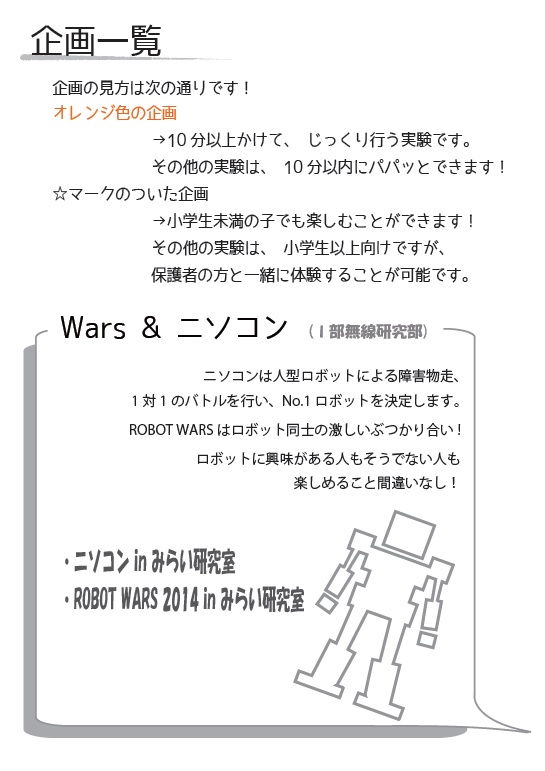 企画一覧
企画の見方は次の通りです！
オレンジ色の企画
→10分以上かけて、じっくり行う実験です。
その他の実験は、10分以内にパパッとできます！
☆マークのついた企画
→小学生未満の子でも楽しむことができます！
その他の実験は、小学生以上向けですが、
保護者の方と一緒に体験することが可能です。
Wars & ニソコン （Ⅰ部無線研究部）
ニソコンは人型ロボットによる障害物走、
1対1のバトルを行い、No.1ロボットを決定します。
ROBOT WARSはロボット同士の激しいぶつかり合い！
ロボットに興味がある人もそうでない人も
楽しめること間違いなし！
・ニソコン in みらい研究室
・ROBOT WARS 2014 in みらい研究室